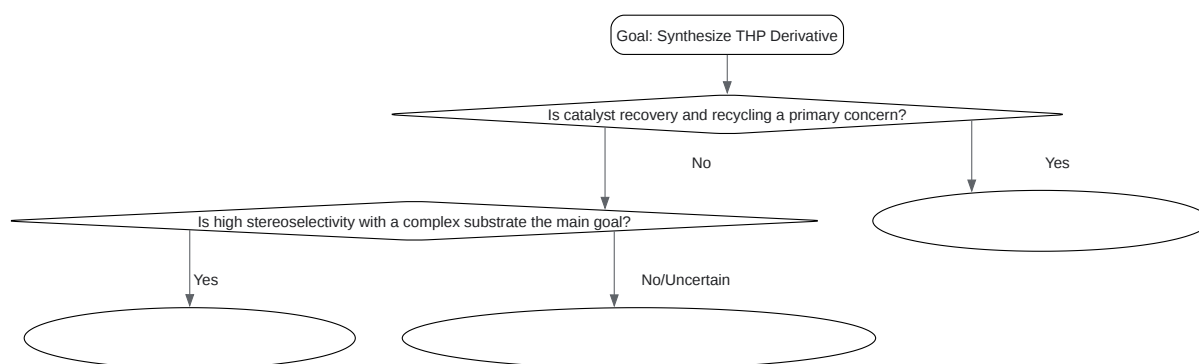 Goal: Synthesize THP Derivative
Is catalyst recovery and recycling a primary concern?
No
Yes
Is high stereoselectivity with a complex substrate the main goal?
Yes
No/Uncertain